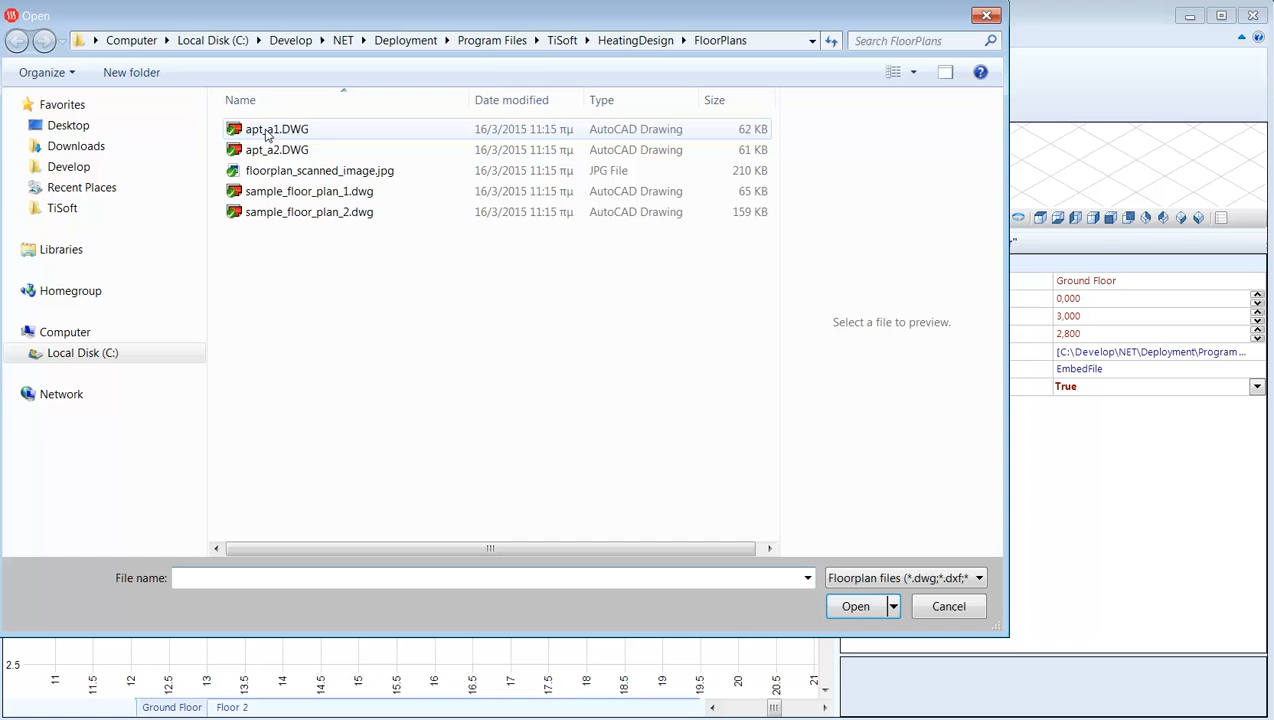 Open
Computer Local Disk (C:) Develop NET Deployment Program Files TiSoft HeatingDesign FloorPlans Search FloorPlans
Organize New folder
Favorites
Desktop
Downloads
Develop
Recent Places
TiSoft
Libraries
Homegroup
Computer
Local Disk (C:)
Network
Name Date modified Type Size
apt_a1.DWG 16/3/2015 11:15 πμ AutoCAD Drawing 62 KB
apt_a2.DWG 16/3/2015 11:15 πμ AutoCAD Drawing 61 KB
floorplan_scanned_image.jpg 16/3/2015 11:15 πμ JPG File 210 KB
sample_floor_plan_1.dwg 16/3/2015 11:15 πμ AutoCAD Drawing 65 KB
sample_floor_plan_2.dwg 16/3/2015 11:15 πμ AutoCAD Drawing 159 KB
Select a file to preview.
File name: Floorplan files (*.dwg;*.dxf;*
Open Cancel
"
Ground Floor
0,000
3,000
2,800
[C:\Develop\NET\Deployment\Program ...
EmbedFile
True
2.5
11 11.5 12 12.5 13 13.5 14 14.5 15 15.5 16 16.5 17 17.5 18 18.5 19 19.5 20 20.5 21
Ground Floor Floor 2